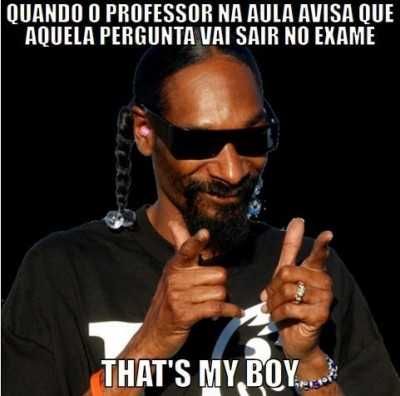 QUANDO O PROFESSOR NA AULA AVISA QUE
AQUELA PERGUNTA VAI SAIR NO EXAME
THAT'S MY BOY